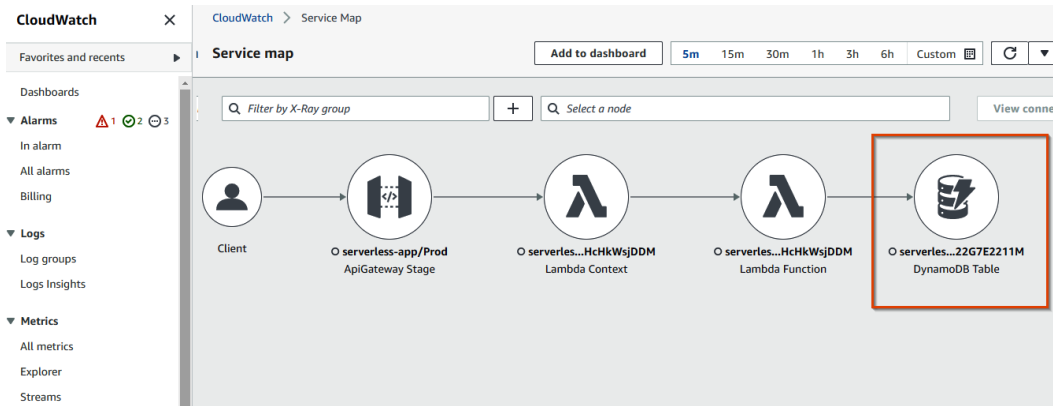 CloudWatch
Favorites and recents
Dashboards
Alarms 1 2 3
In alarm
All alarms
Billing
Logs
Log groups
Logs Insights
Metrics
All metrics
Explorer
Streams
CloudWatch > Service Map
Service map
Add to dashboard
5m 15m 30m 1h 3h 6h Custom
Filter by X-Ray group
+
Select a node
View conne
Client
serverless-app/Prod
ApiGateway Stage
serverles...HcHkWsjDDM
Lambda Context
serverles...HcHkWsjDDM
Lambda Function
serverles...22G7E2211M
DynamoDB Table